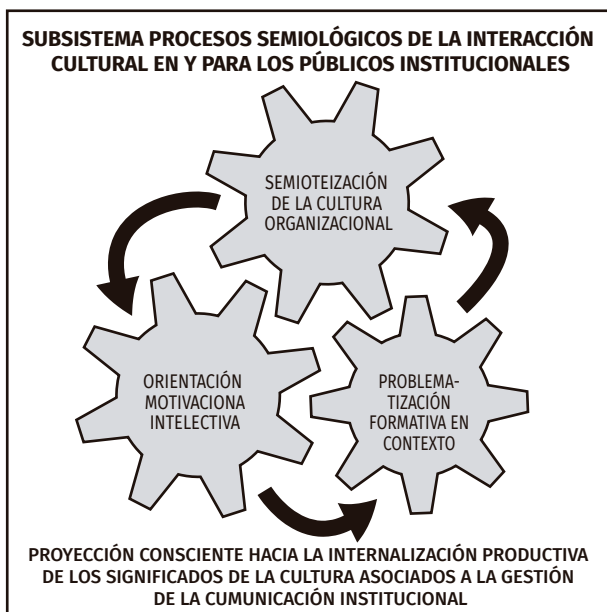 SUBSISTEMA PROCESOS SEMIOLÓGICOS DE LA INTERACCIÓN
CULTURAL EN Y PARA LOS PÚBLICOS INSTITUCIONALES
SEMIOTEIZACIÓN
DE LA CULTURA
ORGANIZACIONAL
ORIENTACIÓN
MOTIVACIONA
INTELECTIVA
PROBLEMA-
TIZACIÓN
FORMATIVA EN
CONTEXTO
PROYECCIÓN CONSCIENTE HACIA LA INTERNALIZACIÓN PRODUCTIVA
DE LOS SIGNIFICADOS DE LA CULTURA ASOCIADOS A LA GESTIÓN
DE LA CUMUNICACIÓN INSTITUCIONAL